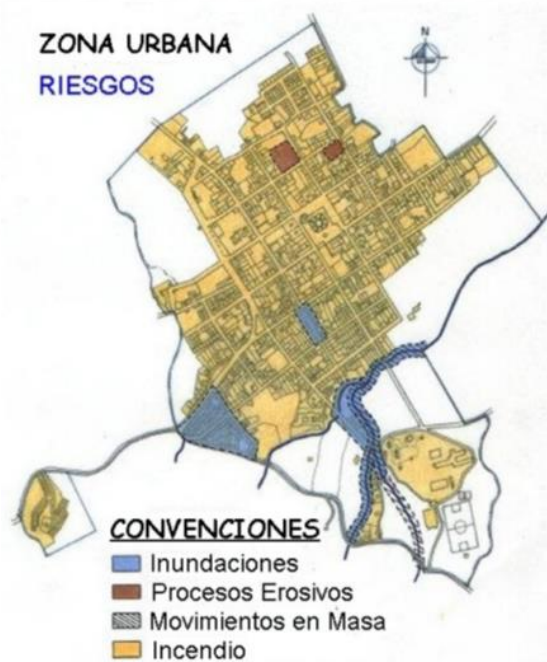 ZONA URBANA
RIESGOS
N
CONVENCIONES
Inundaciones
Procesos Erosivos
Movimientos en Masa
Incendio